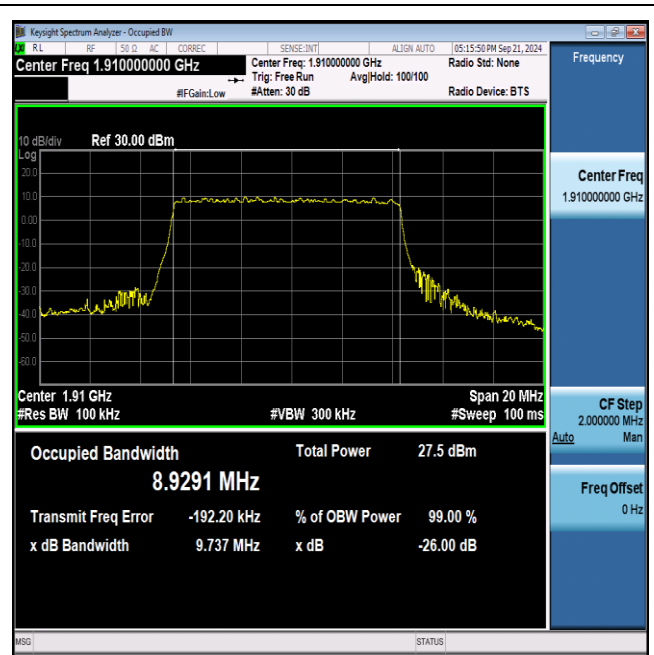 Keysight Spectrum Analyzer - Occupied BW
RL RF 50 Ω AC CORREC SENSE:INT ALIGN AUTO 05:15:50 PM Sep 21, 2024
Center Freq 1.910000000 GHz
Center Freq: 1.910000000 GHz
Radio Std: None
Trig: Free Run Avg|Hold: 100/100
#IFGain:Low
#Atten: 30 dB
Radio Device: BTS
10 dB/div Ref 30.00 dBm
Log
20.0
10.0
0.00
-10.0
-20.0
-30.0
-40.0
-50.0
-60.0
Center 1.91 GHz
Span 20 MHz
#Res BW 100 kHz
#VBW 300 kHz
#Sweep 100 ms
Occupied Bandwidth
Total Power 27.5 dBm
8.9291 MHz
Transmit Freq Error -192.20 kHz
% of OBW Power 99.00 %
x dB Bandwidth 9.737 MHz
x dB -26.00 dB
MSG
STATUS
Frequency
Center Freq
1.910000000 GHz
CF Step
2.000000 MHz
Auto Man
Freq Offset
0 Hz